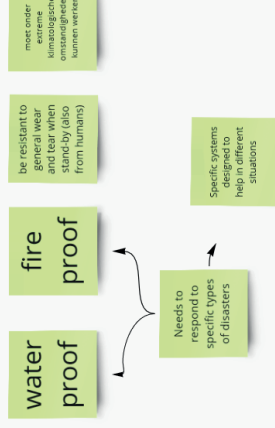 moet onder
extreme
klimatologische
omstandigheden
kunnen werken
be resistant to
general wear
and tear when
stand-by (also
from humans)
fire
proof
water
proof
Specific systems
designed to
help in different
situations
Needs to
respond to
specific types
of disasters